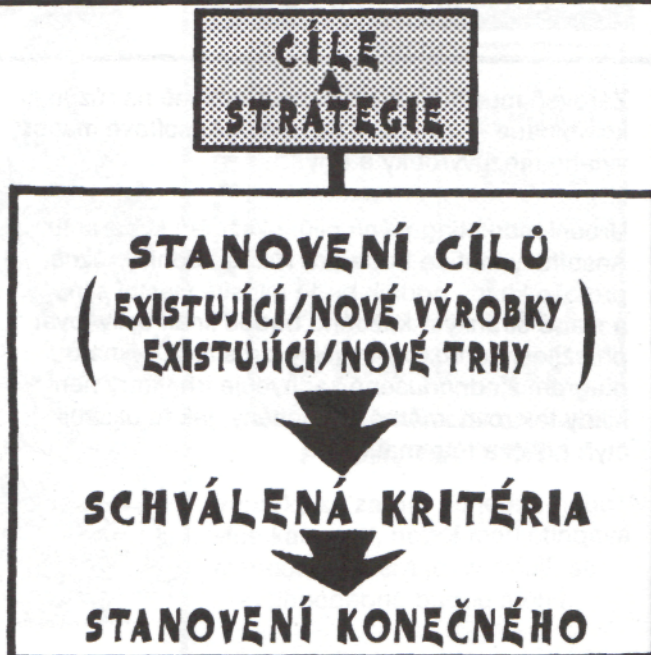 CÍLE
A
STRATEGIE
STANOVENÍ CÍLŮ
( EXISTUJÍCÍ/NOVÉ VÝROBKY
EXISTUJÍCÍ/NOVÉ TRHY )
SCHVÁLENÁ KRITÉRIA
STANOVENÍ KONEČNÉHO